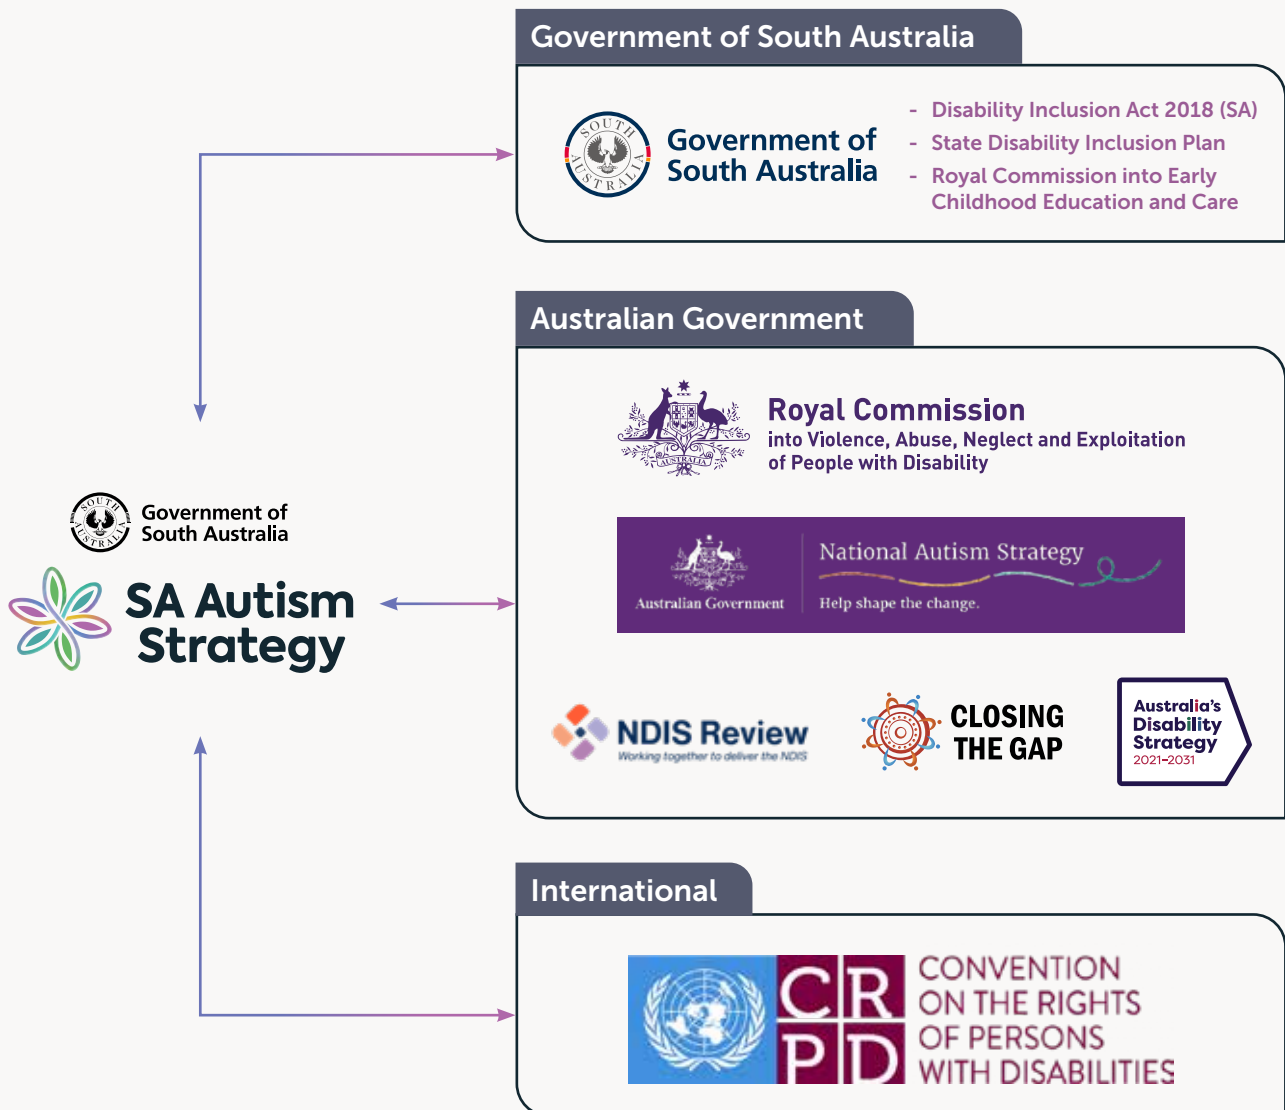 Government of South Australia
SOUTH AUSTRALIA
Government of
South Australia
- Disability Inclusion Act 2018 (SA)
- State Disability Inclusion Plan
- Royal Commission into Early
Childhood Education and Care
Australian Government
AUSTRALIA
Royal Commission
into Violence, Abuse, Neglect and Exploitation
of People with Disability
SOUTH AUSTRALIA
Government of
South Australia
SA Autism
Strategy
Australian Government
National Autism Strategy
Help shape the change.
NDIS Review
Working together to deliver the NDIS
CLOSING
THE GAP
Australia's
Disability
Strategy
2021-2031
International
CR
PD
CONVENTION
ON THE RIGHTS
OF PERSONS
WITH DISABILITIES